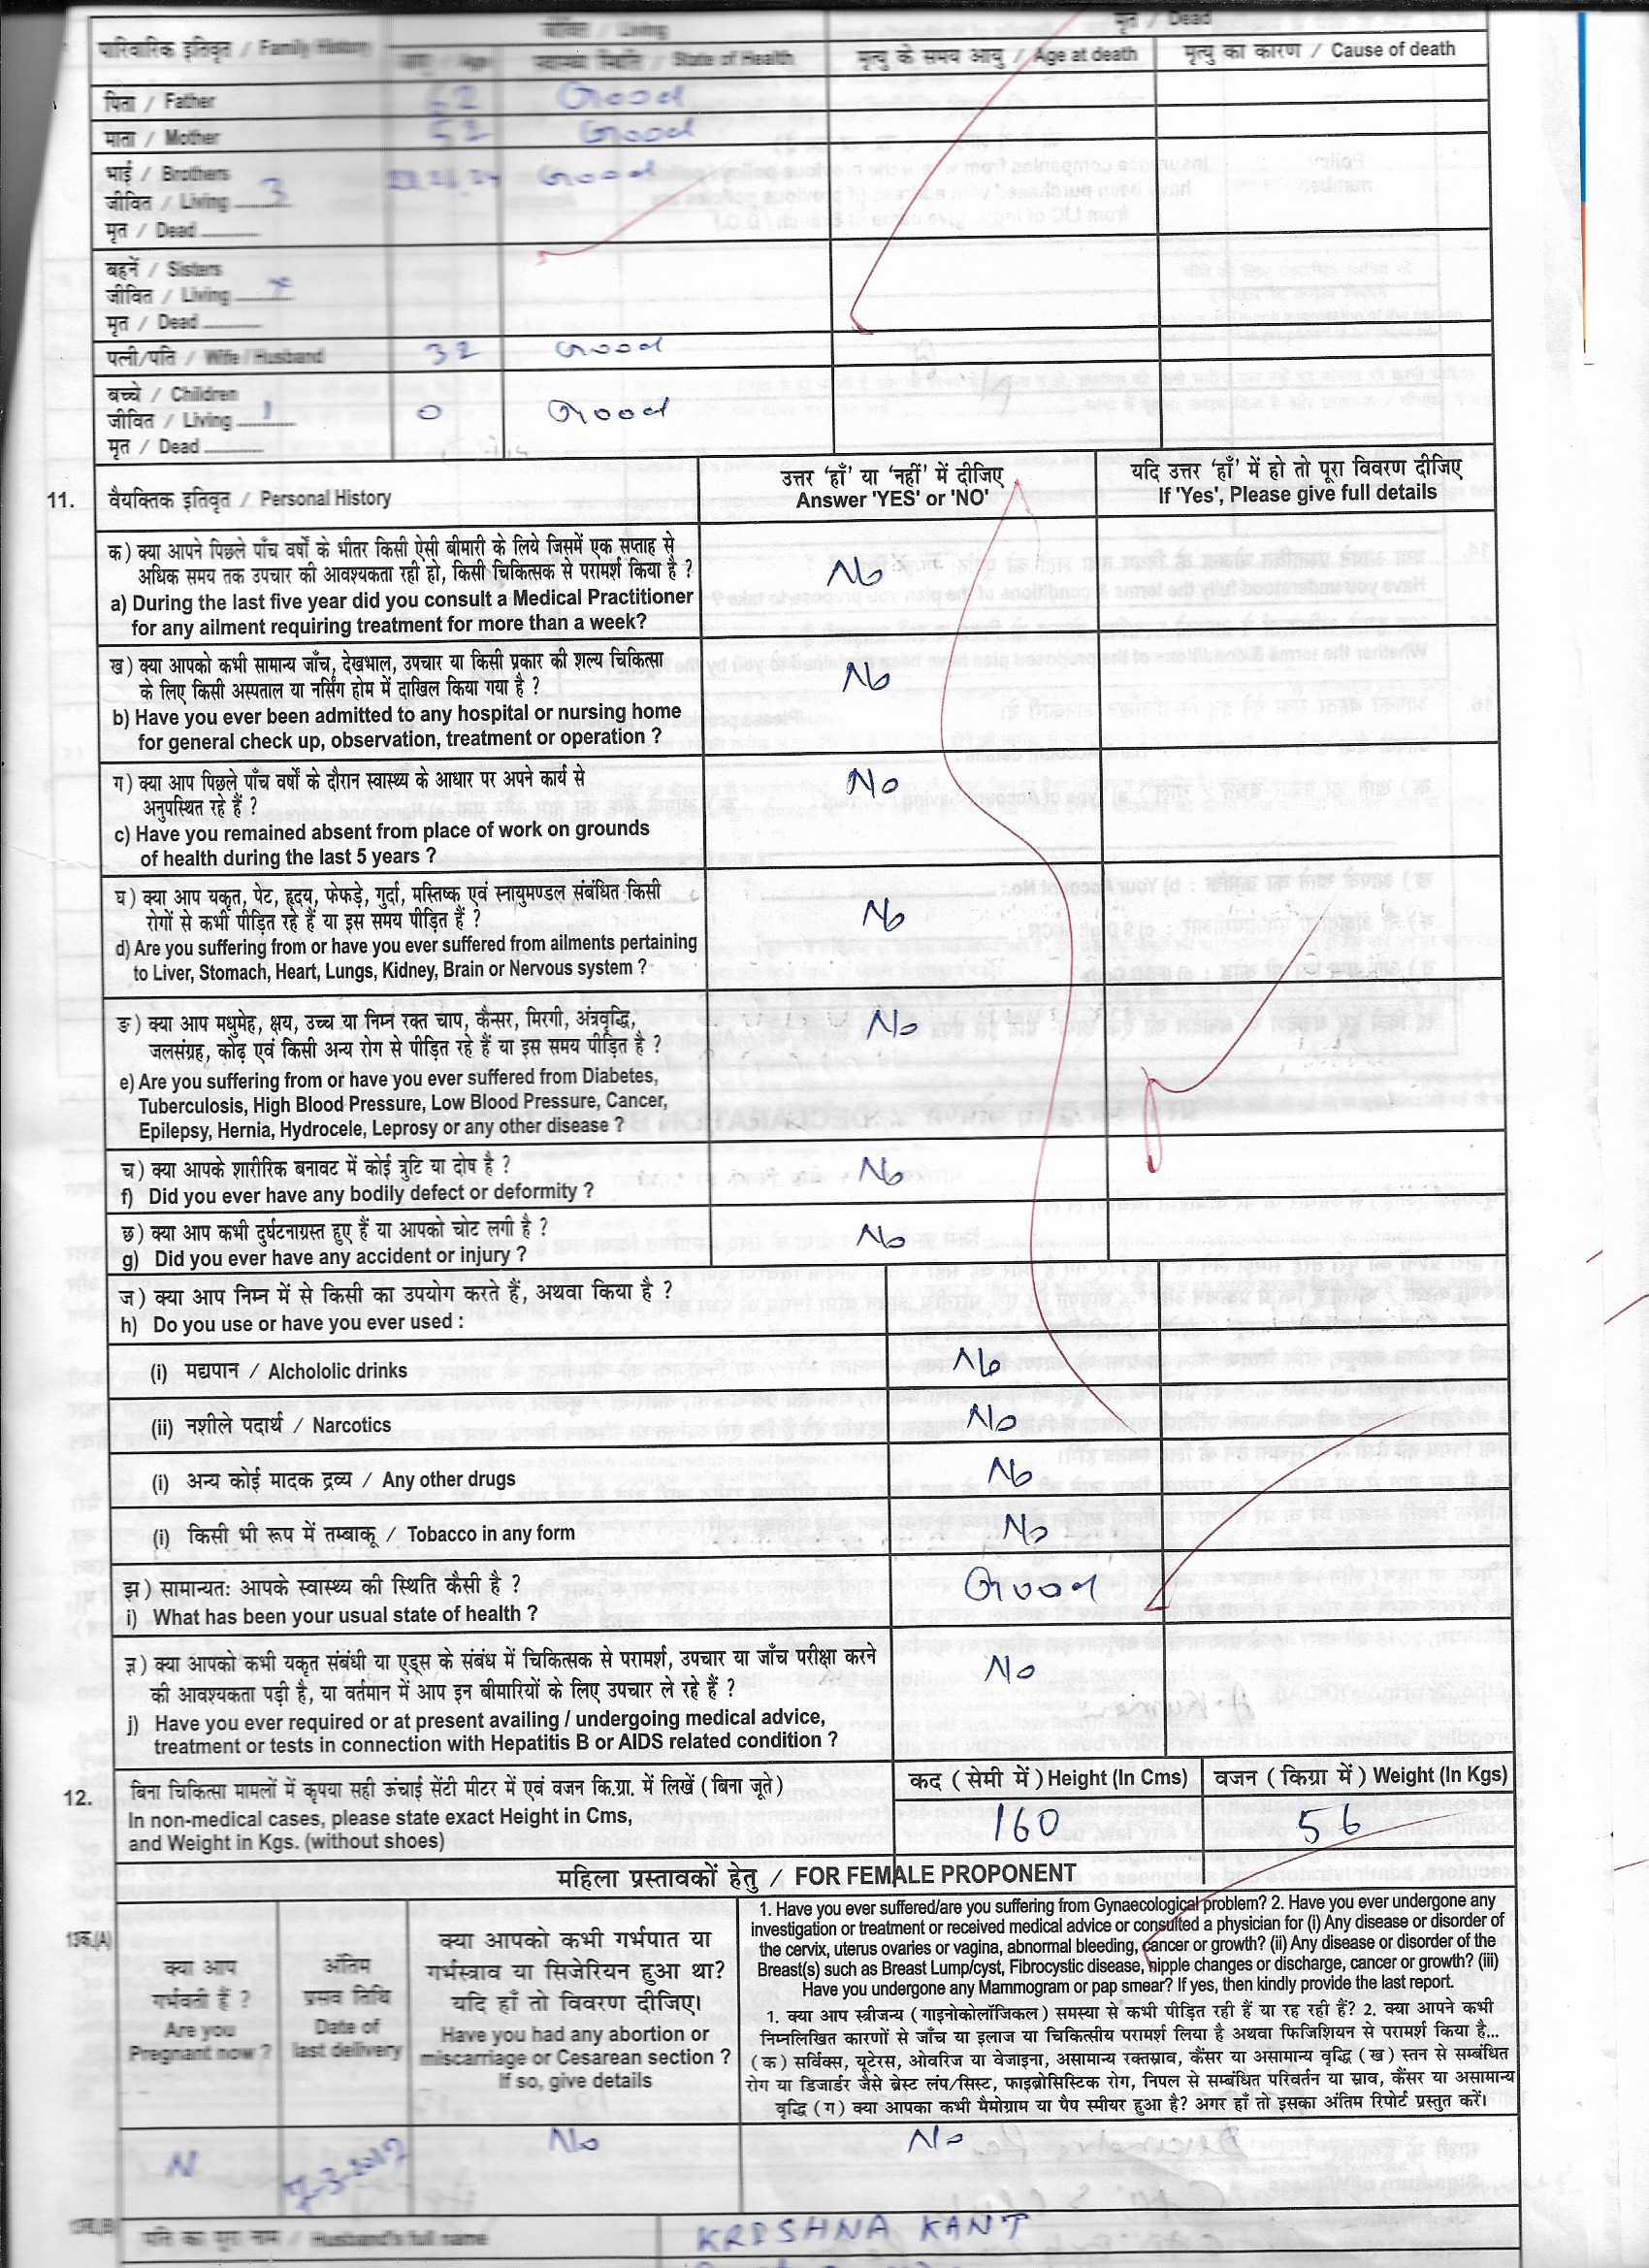 पारिवारिक इतिवृत / Family History
जीवित / Living
मृत / Dead
आयु / Age
स्वास्थ्य स्थिति / State of Health
मृत्यु के समय आयु / Age at death
मृत्यु का कारण / Cause of death
पिता / Father 62 Good
माता / Mother 52 Good
भाई / Brothers Good
जीवित / Living 3
मृत / Dead
बहनें / Sisters
जीवित / Living
मृत / Dead
पत्नी/पति / Wife / Husband 32 Good
बच्चे / Children
जीवित / Living 1 0 Good
मृत / Dead
11. वैयक्तिक इतिवृत / Personal History
उत्तर 'हाँ' या 'नहीं' में दीजिए
Answer 'YES' or 'NO'
यदि उत्तर 'हाँ' में हो तो पूरा विवरण दीजिए
If 'Yes', Please give full details
क) क्या आपने पिछले पाँच वर्षों के भीतर किसी ऐसी बीमारी के लिये जिसमें एक सप्ताह से
अधिक समय तक उपचार की आवश्यकता रही हो, किसी चिकित्सक से परामर्श किया है ?
a) During the last five year did you consult a Medical Practitioner
for any ailment requiring treatment for more than a week?
No
ख) क्या आपको कभी सामान्य जाँच, देखभाल, उपचार या किसी प्रकार की शल्य चिकित्सा
के लिए किसी अस्पताल या नर्सिंग होम में दाखिल किया गया है ?
b) Have you ever been admitted to any hospital or nursing home
for general check up, observation, treatment or operation ?
No
ग) क्या आप पिछले पाँच वर्षों के दौरान स्वास्थ्य के आधार पर अपने कार्य से
अनुपस्थित रहे हैं ?
c) Have you remained absent from place of work on grounds
of health during the last 5 years ?
No
घ) क्या आप यकृत, पेट, हृदय, फेफड़े, गुर्दा, मस्तिष्क एवं स्नायुमण्डल संबंधित किसी
रोगों से कभी पीड़ित रहे हैं या इस समय पीड़ित हैं ?
d) Are you suffering from or have you ever suffered from ailments pertaining
to Liver, Stomach, Heart, Lungs, Kidney, Brain or Nervous system ?
No
ङ) क्या आप मधुमेह, क्षय, उच्च या निम्न रक्त चाप, कैन्सर, मिरगी, अंत्रवृद्धि,
जलसंग्रह, कोढ़ एवं किसी अन्य रोग से पीड़ित रहे हैं या इस समय पीड़ित है ?
e) Are you suffering from or have you ever suffered from Diabetes,
Tuberculosis, High Blood Pressure, Low Blood Pressure, Cancer,
Epilepsy, Hernia, Hydrocele, Leprosy or any other disease ?
No
च) क्या आपके शारीरिक बनावट में कोई त्रुटि या दोष है ?
f) Did you ever have any bodily defect or deformity ?
No
छ) क्या आप कभी दुर्घटनाग्रस्त हुए हैं या आपको चोट लगी है ?
g) Did you ever have any accident or injury ?
No
ज) क्या आप निम्न में से किसी का उपयोग करते हैं, अथवा किया है ?
h) Do you use or have you ever used :
(i) मद्यपान / Alchololic drinks No
(ii) नशीले पदार्थ / Narcotics No
(i) अन्य कोई मादक द्रव्य / Any other drugs No
(i) किसी भी रूप में तम्बाकू / Tobacco in any form No
झ) सामान्यतः आपके स्वास्थ्य की स्थिति कैसी है ?
i) What has been your usual state of health ?
Good
ञ) क्या आपको कभी यकृत संबंधी या एड्स के संबंध में चिकित्सक से परामर्श, उपचार या जाँच परीक्षा करने
की आवश्यकता पड़ी है, या वर्तमान में आप इन बीमारियों के लिए उपचार ले रहे हैं ?
j) Have you ever required or at present availing / undergoing medical advice,
treatment or tests in connection with Hepatitis B or AIDS related condition ?
No
12. बिना चिकित्सा मामलों में कृपया सही ऊंचाई सेंटी मीटर में एवं वजन कि.ग्रा. में लिखें (बिना जूते)
In non-medical cases, please state exact Height in Cms,
and Weight in Kgs. (without shoes)
कद (सेमी में) Height (In Cms)
वजन (किग्रा में) Weight (In Kgs)
160
56
महिला प्रस्तावकों हेतु / FOR FEMALE PROPONENT
13क.(A)
क्या आप
गर्भवती हैं ?
Are you
Pregnant now ?
अंतिम
प्रसव तिथि
Date of
last delivery
क्या आपको कभी गर्भपात या
गर्भस्त्राव या सिजेरियन हुआ था?
यदि हाँ तो विवरण दीजिए।
Have you had any abortion or
miscarriage or Cesarean section ?
If so, give details
1. Have you ever suffered/are you suffering from Gynaecological problem? 2. Have you ever undergone any
investigation or treatment or received medical advice or consulted a physician for (i) Any disease or disorder of
the cervix, uterus ovaries or vagina, abnormal bleeding, cancer or growth? (ii) Any disease or disorder of the
Breast(s) such as Breast Lump/cyst, Fibrocystic disease, nipple changes or discharge, cancer or growth? (iii)
Have you undergone any Mammogram or pap smear? If yes, then kindly provide the last report.
1. क्या आप स्त्रीजन्य (गाइनोकोलॉजिकल) समस्या से कभी पीड़ित रही हैं या रह रही हैं? 2. क्या आपने कभी
निम्नलिखित कारणों से जाँच या इलाज या चिकित्सीय परामर्श लिया है अथवा फिजिशियन से परामर्श किया है...
(क) सर्विक्स, यूटेरस, ओवरिज या वेजाइना, असामान्य रक्तस्राव, कैंसर या असामान्य वृद्धि (ख) स्तन से सम्बंधित
रोग या डिजार्डर जैसे ब्रेस्ट लंप/सिस्ट, फाइब्रोसिस्टिक रोग, निपल से सम्बंधित परिवर्तन या स्राव, कैंसर या असामान्य
वृद्धि (ग) क्या आपका कभी मैमोग्राम या पैप स्मीयर हुआ है? अगर हाँ तो इसका अंतिम रिपोर्ट प्रस्तुत करें।
N
7-3-2017
No
No
पति का पूरा नाम / Husband's full name KRISHNA KANT